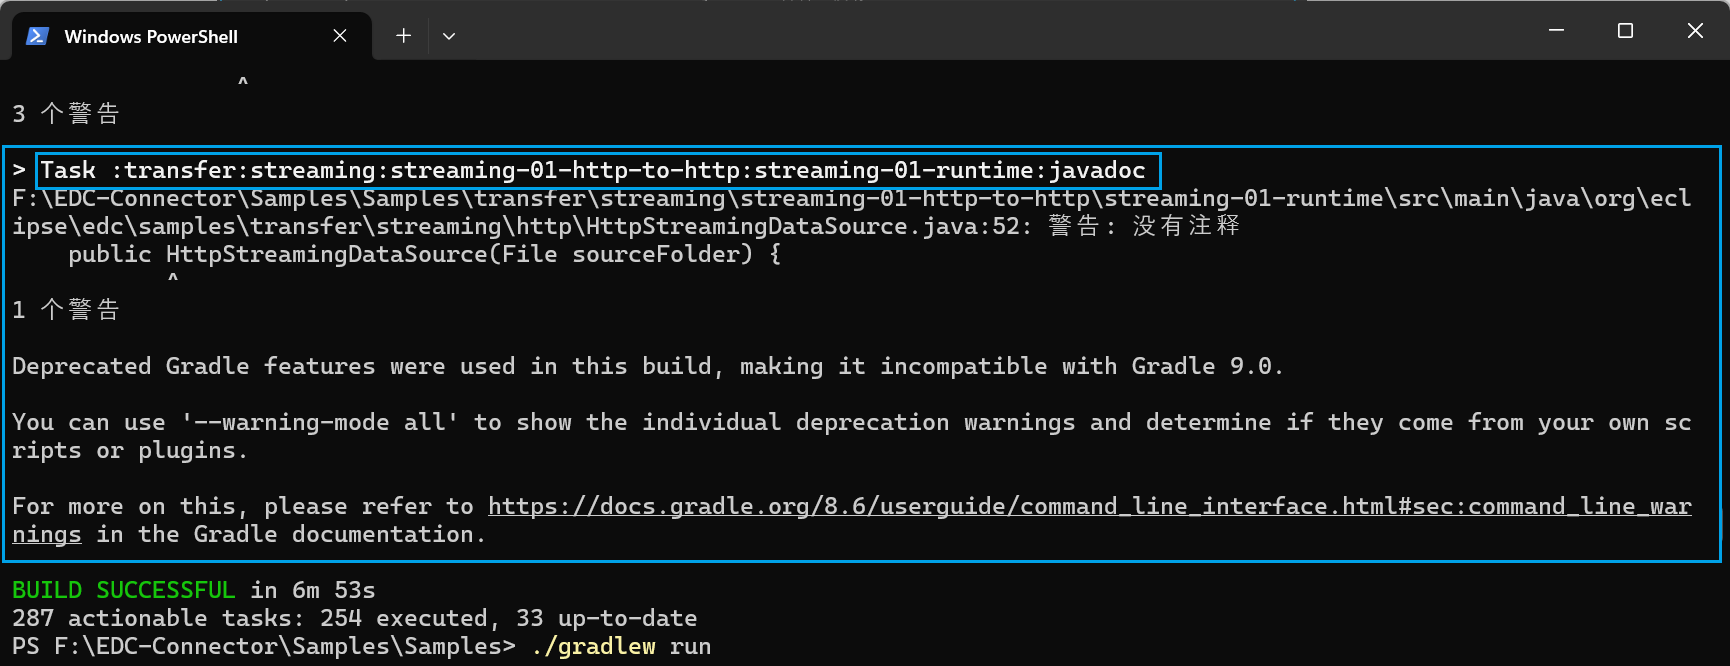 Windows PowerShell
^
3 个警告
> Task :transfer:streaming:streaming-01-http-to-http:streaming-01-runtime:javadoc
F:\EDC-Connector\Samples\Samples\transfer\streaming\streaming-01-http-to-http\streaming-01-runtime\src\main\java\org\ecl
ipse\edc\samples\transfer\streaming\http\HttpStreamingDataSource.java:52: 警告: 没有注释
    public HttpStreamingDataSource(File sourceFolder) {
           ^
1 个警告
Deprecated Gradle features were used in this build, making it incompatible with Gradle 9.0.
You can use '--warning-mode all' to show the individual deprecation warnings and determine if they come from your own sc
ripts or plugins.
For more on this, please refer to https://docs.gradle.org/8.6/userguide/command_line_interface.html#sec:command_line_war
nings in the Gradle documentation.
BUILD SUCCESSFUL in 6m 53s
287 actionable tasks: 254 executed, 33 up-to-date
PS F:\EDC-Connector\Samples\Samples> ./gradlew run